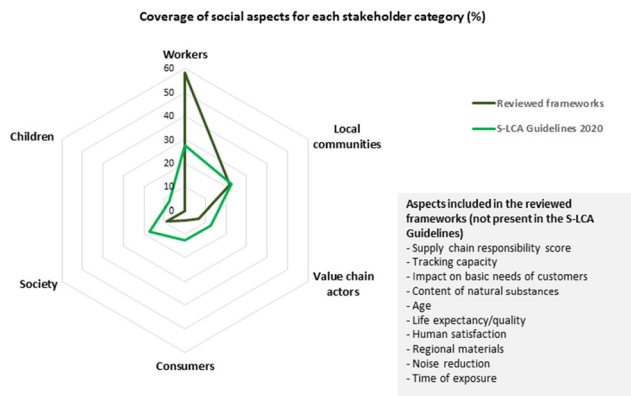 Coverage of social aspects for each stakeholder category (%)
Workers
60
50
40
30
20
10
0
Local
communities
Value chain
actors
Consumers
Society
Children
Reviewed frameworks
S-LCA Guidelines 2020
Aspects included in the reviewed
frameworks (not present in the S-LCA
Guidelines)
- Supply chain responsibility score
- Tracking capacity
- Impact on basic needs of customers
- Content of natural substances
- Age
- Life expectancy/quality
- Human satisfaction
- Regional materials
- Noise reduction
- Time of exposure